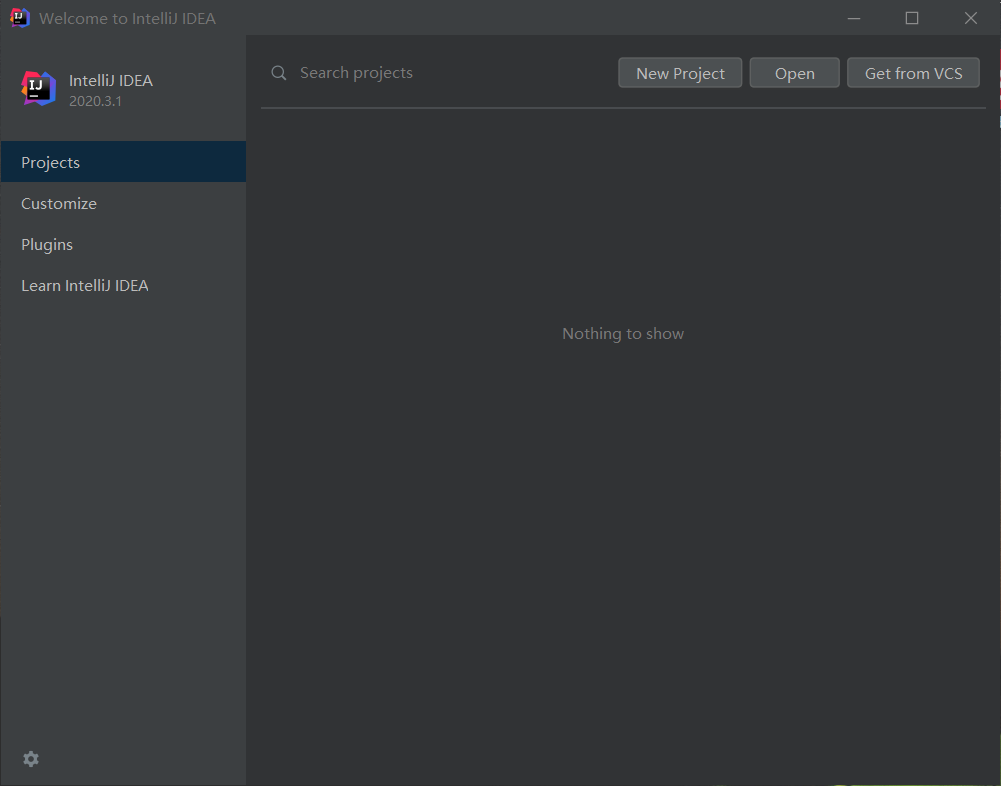 Welcome to IntelliJ IDEA
IntelliJ IDEA
2020.3.1
Search projects
New Project
Open
Get from VCS
Projects
Customize
Plugins
Learn IntelliJ IDEA
Nothing to show